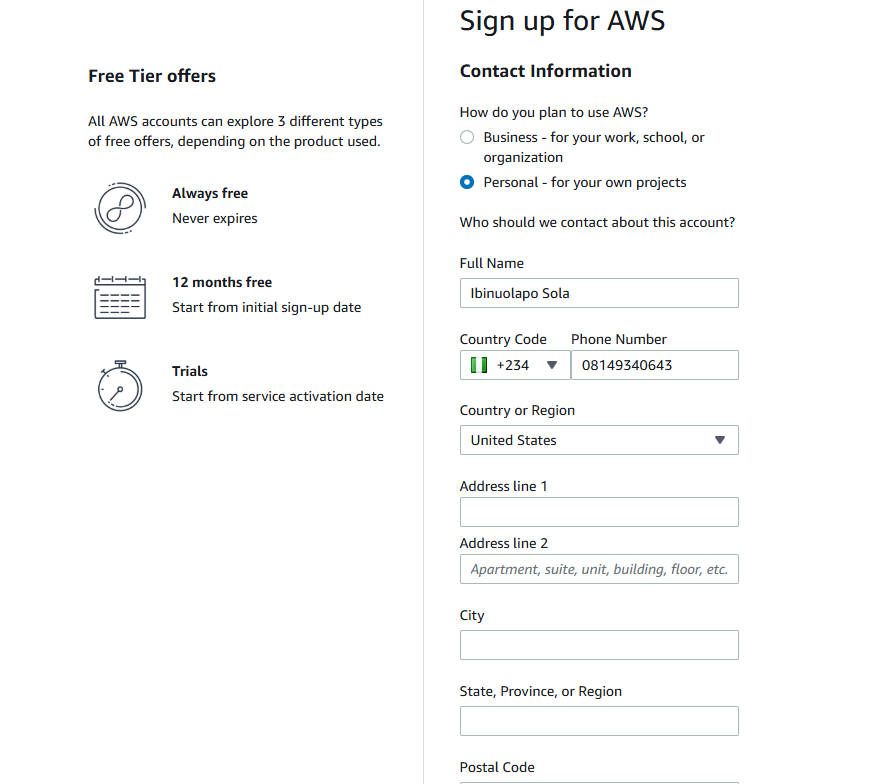 Free Tier offers
All AWS accounts can explore 3 different types
of free offers, depending on the product used.
Always free
Never expires
12 months free
Start from initial sign-up date
Trials
Start from service activation date
Sign up for AWS
Contact Information
How do you plan to use AWS?
Business - for your work, school, or
organization
Personal - for your own projects
Who should we contact about this account?
Full Name
Ibinuolapo Sola
Country Code Phone Number
+234 08149340643
Country or Region
United States
Address line 1
Address line 2
Apartment, suite, unit, building, floor, etc.
City
State, Province, or Region
Postal Code